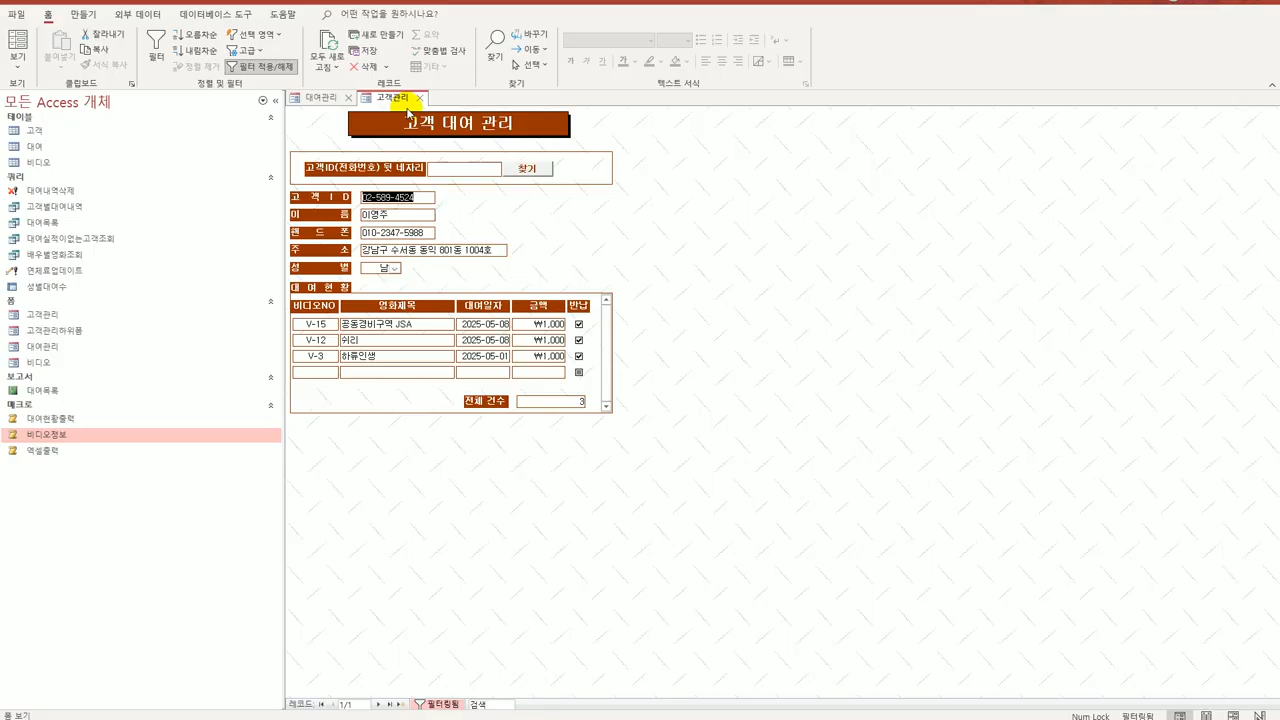 파일 홈 만들기 외부 데이터 데이터베이스 도구 도움말 어떤 작업을 원하시나요?
보기
붙여넣기
잘라내기
복사
서식 복사
클립보드
필터
오름차순
내림차순
정렬 제거
선택 영역
고급
필터 적용/해제
정렬 및 필터
모두 새로 고침
새로 만들기
저장
삭제
요약
맞춤법 검사
기타
레코드
찾기
바꾸기
이동
선택
찾기
가 가 가 가
텍스트 서식
모든 Access 개체
테이블
고객
대여
비디오
쿼리
대여내역삭제
고객별대여내역
대여목록
대여실적이없는고객조회
배우별영화조회
연체료업데이트
성별대여수
폼
고객관리
고객관리하위폼
대여관리
비디오
보고서
대여목록
매크로
대여현황출력
비디오정보
엑셀출력
대여관리 고객관리
고객 대여 관리
고객ID(전화번호) 뒷 네자리 찾기
고 객 I D 02-589-4524
이 름 이영주
핸 드 폰 010-2347-5988
주 소 강남구 수서동 동익 801동 1004호
성 별 남
대 여 현 황
비디오NO 영화제목 대여일자 금액 반납
V-15 공동경비구역 JSA 2025-05-08 ₩1,000
V-12 쉬리 2025-05-08 ₩1,000
V-3 하류인생 2025-05-01 ₩1,000
전체 건수 3
레코드: 1/1 필터링됨 검색
폼 보기 Num Lock 필터링됨